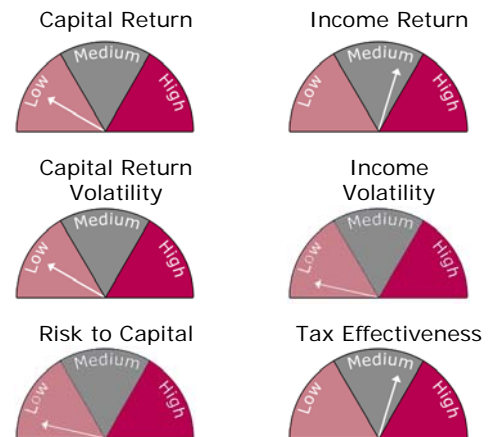 Capital Return
Low Medium High
Income Return
Low Medium High
Capital Return
Volatility
Low Medium High
Income
Volatility
Low Medium High
Risk to Capital
Low Medium High
Tax Effectiveness
Low Medium High